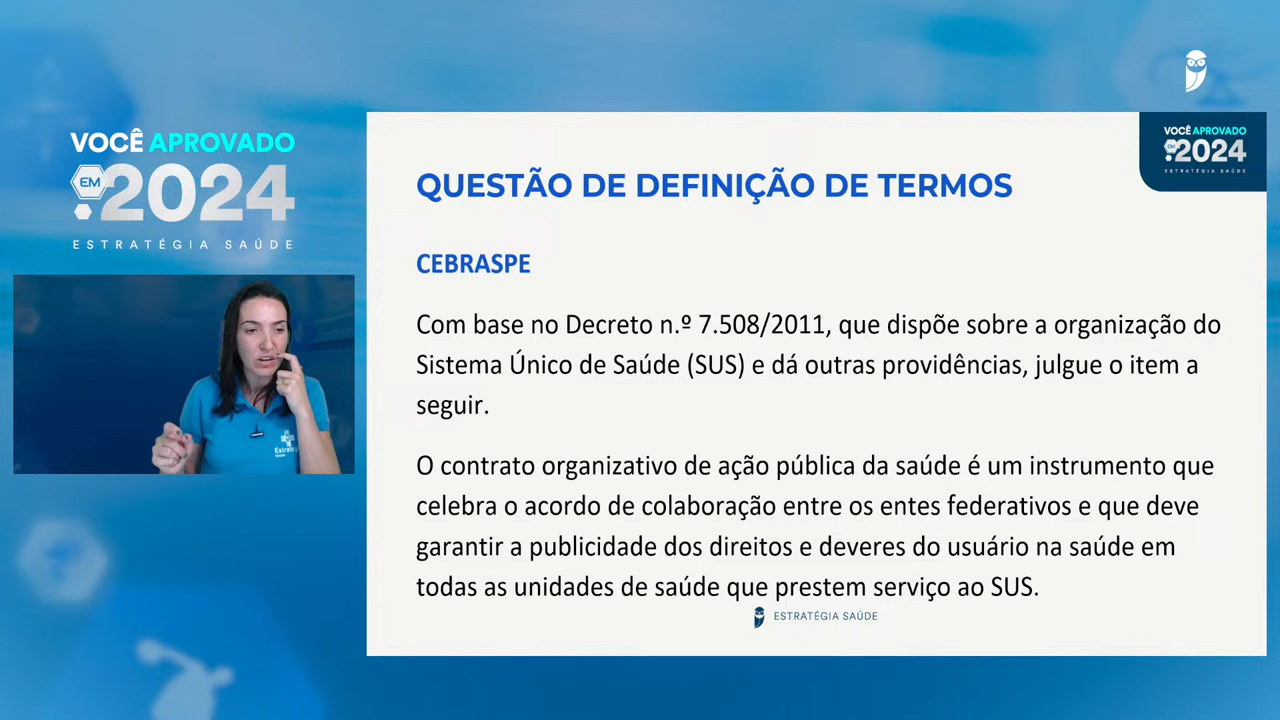 VOCÊ APROVADO
EM
2024
ESTRATÉGIA SAÚDE
VOCÊ APROVADO
EM
2024
ESTRATÉGIA SAÚDE
QUESTÃO DE DEFINIÇÃO DE TERMOS
CEBRASPE
Com base no Decreto n.º 7.508/2011, que dispõe sobre a organização do
Sistema Único de Saúde (SUS) e dá outras providências, julgue o item a
seguir.
O contrato organizativo de ação pública da saúde é um instrumento que
celebra o acordo de colaboração entre os entes federativos e que deve
garantir a publicidade dos direitos e deveres do usuário na saúde em
todas as unidades de saúde que prestem serviço ao SUS.
ESTRATÉGIA SAÚDE